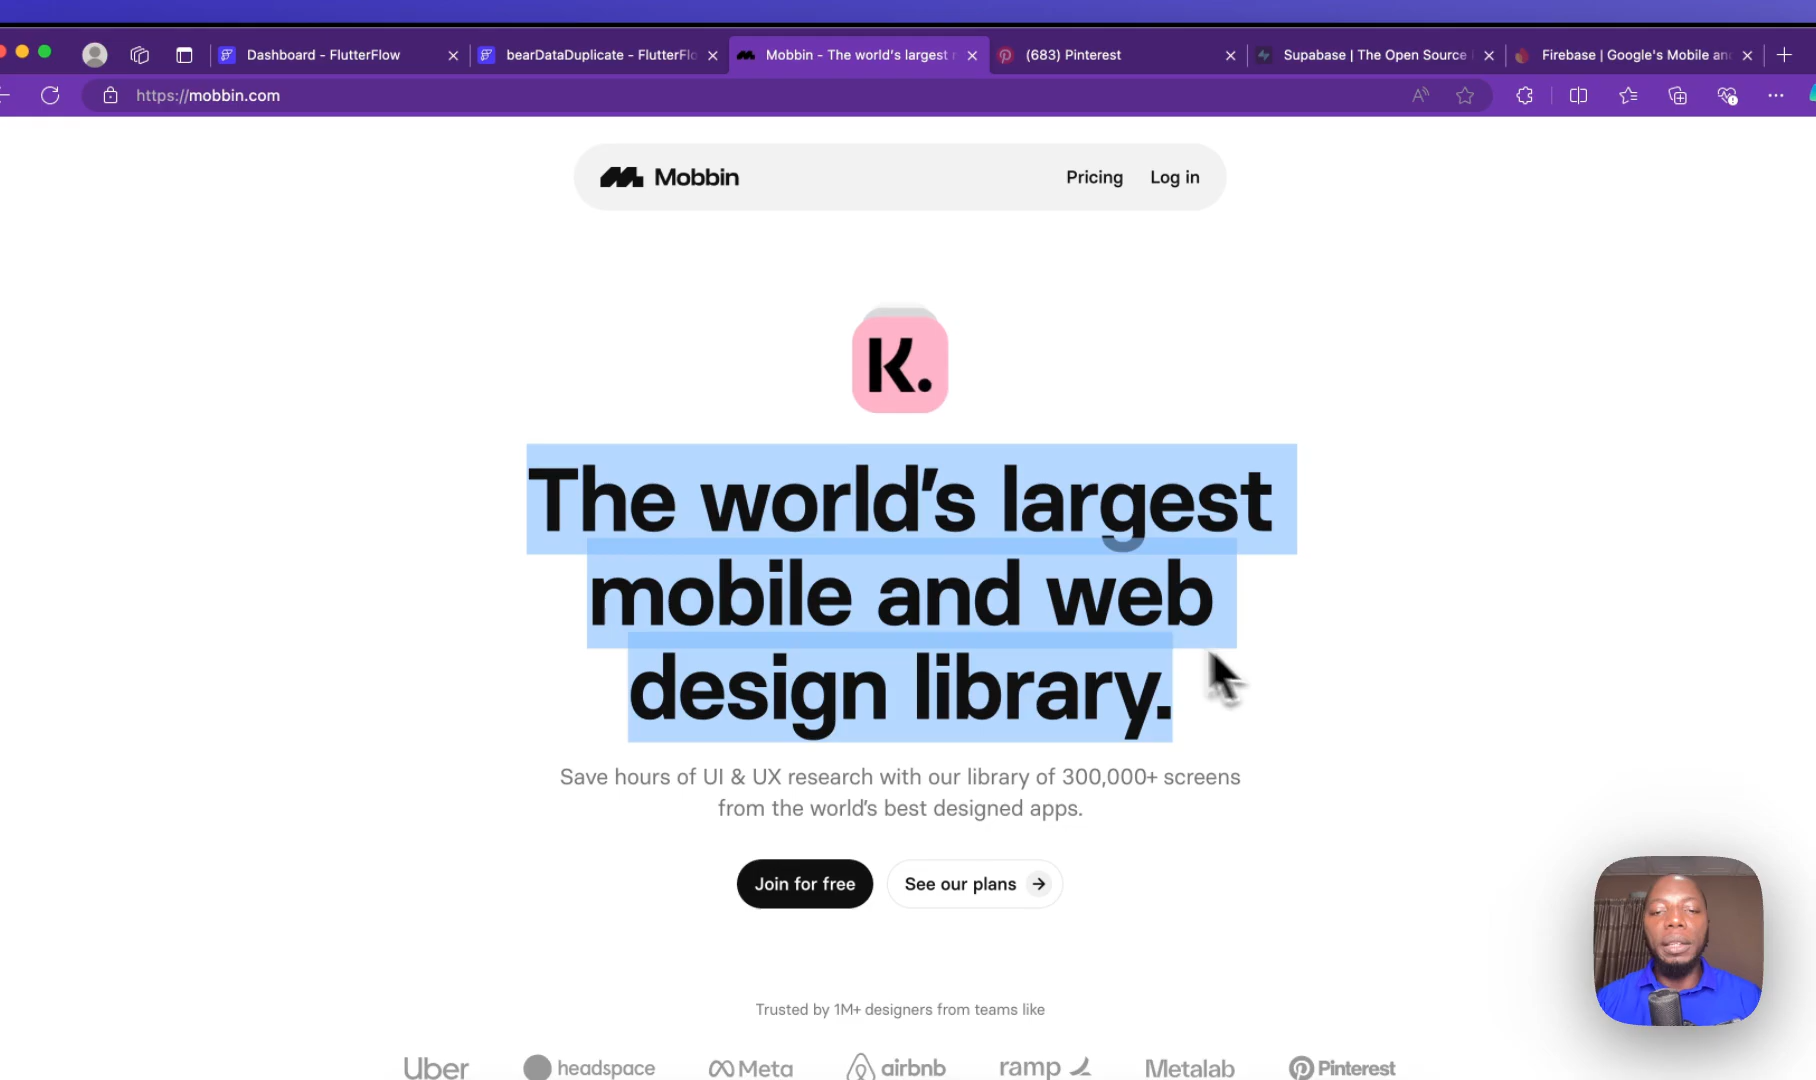 Dashboard - FlutterFlow
bearDataDuplicate - FlutterFlo
Mobbin - The world's largest
(683) Pinterest
Supabase | The Open Source
Firebase | Google's Mobile an
https://mobbin.com
Mobbin
Pricing
Log in
K.
The world's largest
mobile and web
design library.
Save hours of UI & UX research with our library of 300,000+ screens
from the world's best designed apps.
Join for free
See our plans
Trusted by 1M+ designers from teams like
Uber
headspace
Meta
airbnb
ramp
Metalab
Pinterest